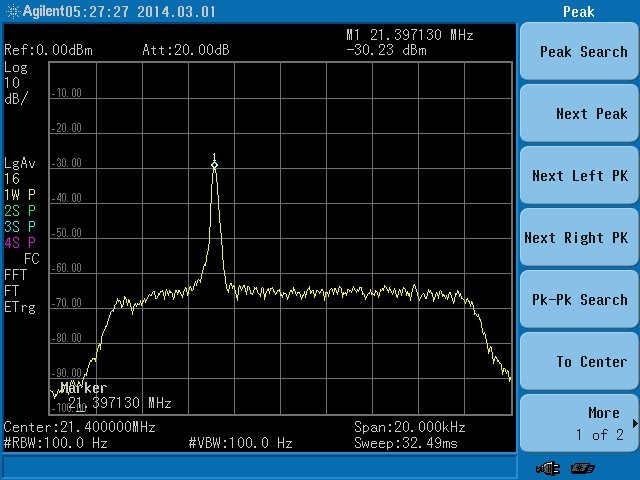 Agilent 05:27:27 2014.03.01
Peak
M1 21.397130 MHz
Ref:0.00dBm Att:20.00dB -30.23 dBm
Log
10
dB/
-10.00
-20.00
-30.00
-40.00
-50.00
-60.00
-70.00
-80.00
-90.00
-100.00
1
LgAv
16
1W P
2S P
3S P
4S P
FC
FFT
FT
ETrg
Marker
21.397130 MHz
Center:21.400000MHz Span:20.000kHz
#RBW:100.0 Hz #VBW:100.0 Hz Sweep:32.49ms
Peak Search
Next Peak
Next Left PK
Next Right PK
Pk-Pk Search
To Center
More
1 of 2